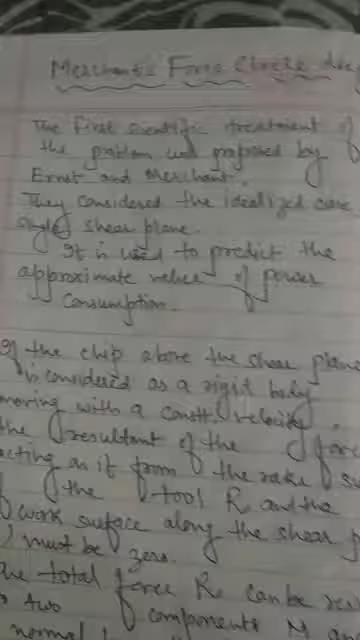 Merchant's Force Circle
The first scientific treatment of
the problem was proposed by
Ernst and Merchant.
They considered the idealized case
single shear plane.
It is used to predict the
approximate value of power
consumption.
If the chip above the shear plane
is considered as a rigid body
moving with a constt. velocity,
the resultant of the force
acting on it from the rake
of the tool R and the
work surface along the shear
must be zero.
The total force R can be
two components
normal